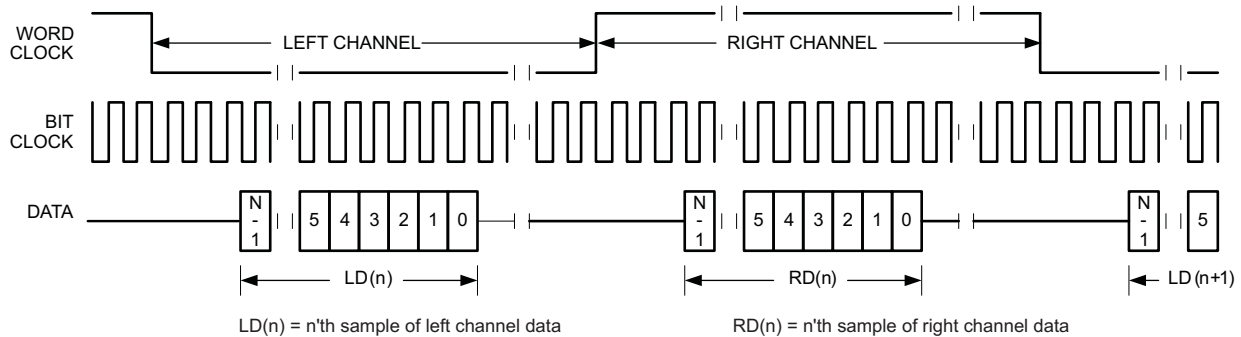 WORD
CLOCK
LEFT CHANNEL
RIGHT CHANNEL
BIT
CLOCK
DATA
N
-
1
5 4 3 2 1 0
N
-
1
5 4 3 2 1 0
N
-
1
5
LD(n)
RD(n)
LD (n+1)
LD(n) = n'th sample of left channel data
RD(n) = n'th sample of right channel data